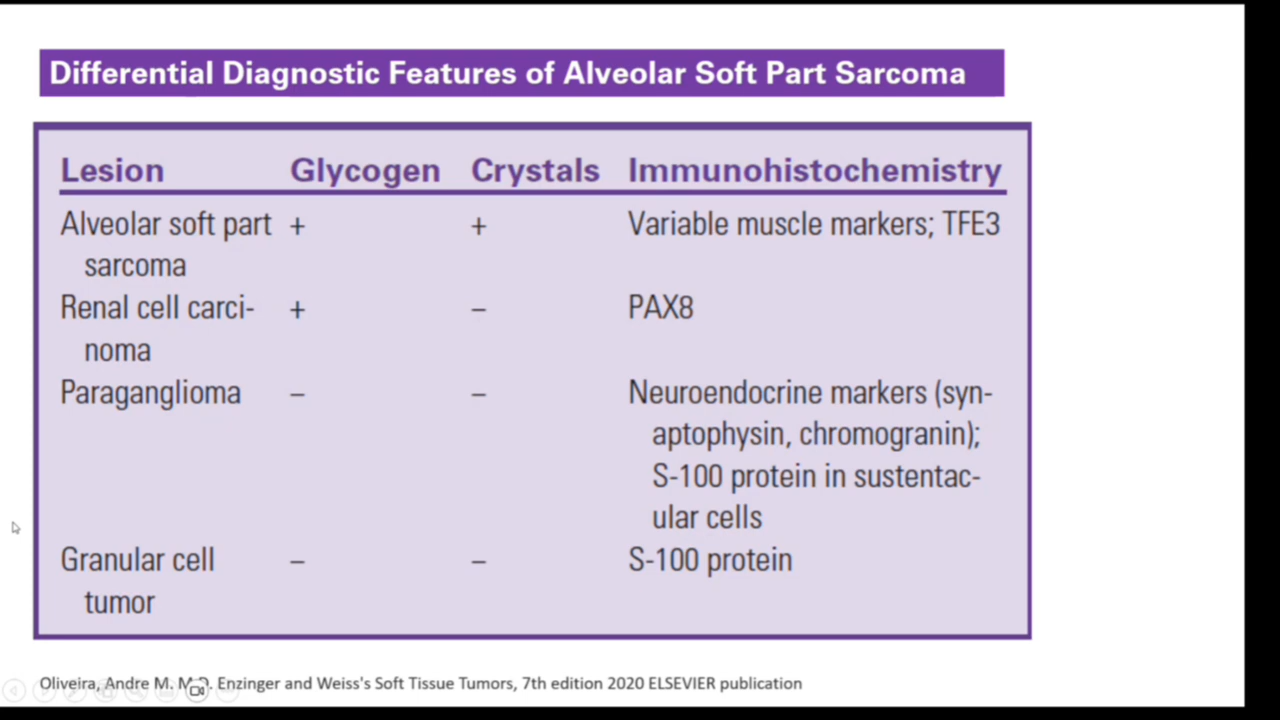 Differential Diagnostic Features of Alveolar Soft Part Sarcoma
Lesion Glycogen Crystals Immunohistochemistry
Alveolar soft part + + Variable muscle markers; TFE3
sarcoma
Renal cell carci- + – PAX8
noma
Paraganglioma – – Neuroendocrine markers (syn-
aptophysin, chromogranin);
S-100 protein in sustentac-
ular cells
Granular cell – – S-100 protein
tumor
Oliveira, Andre M. M.D. Enzinger and Weiss's Soft Tissue Tumors, 7th edition 2020 ELSEVIER publication